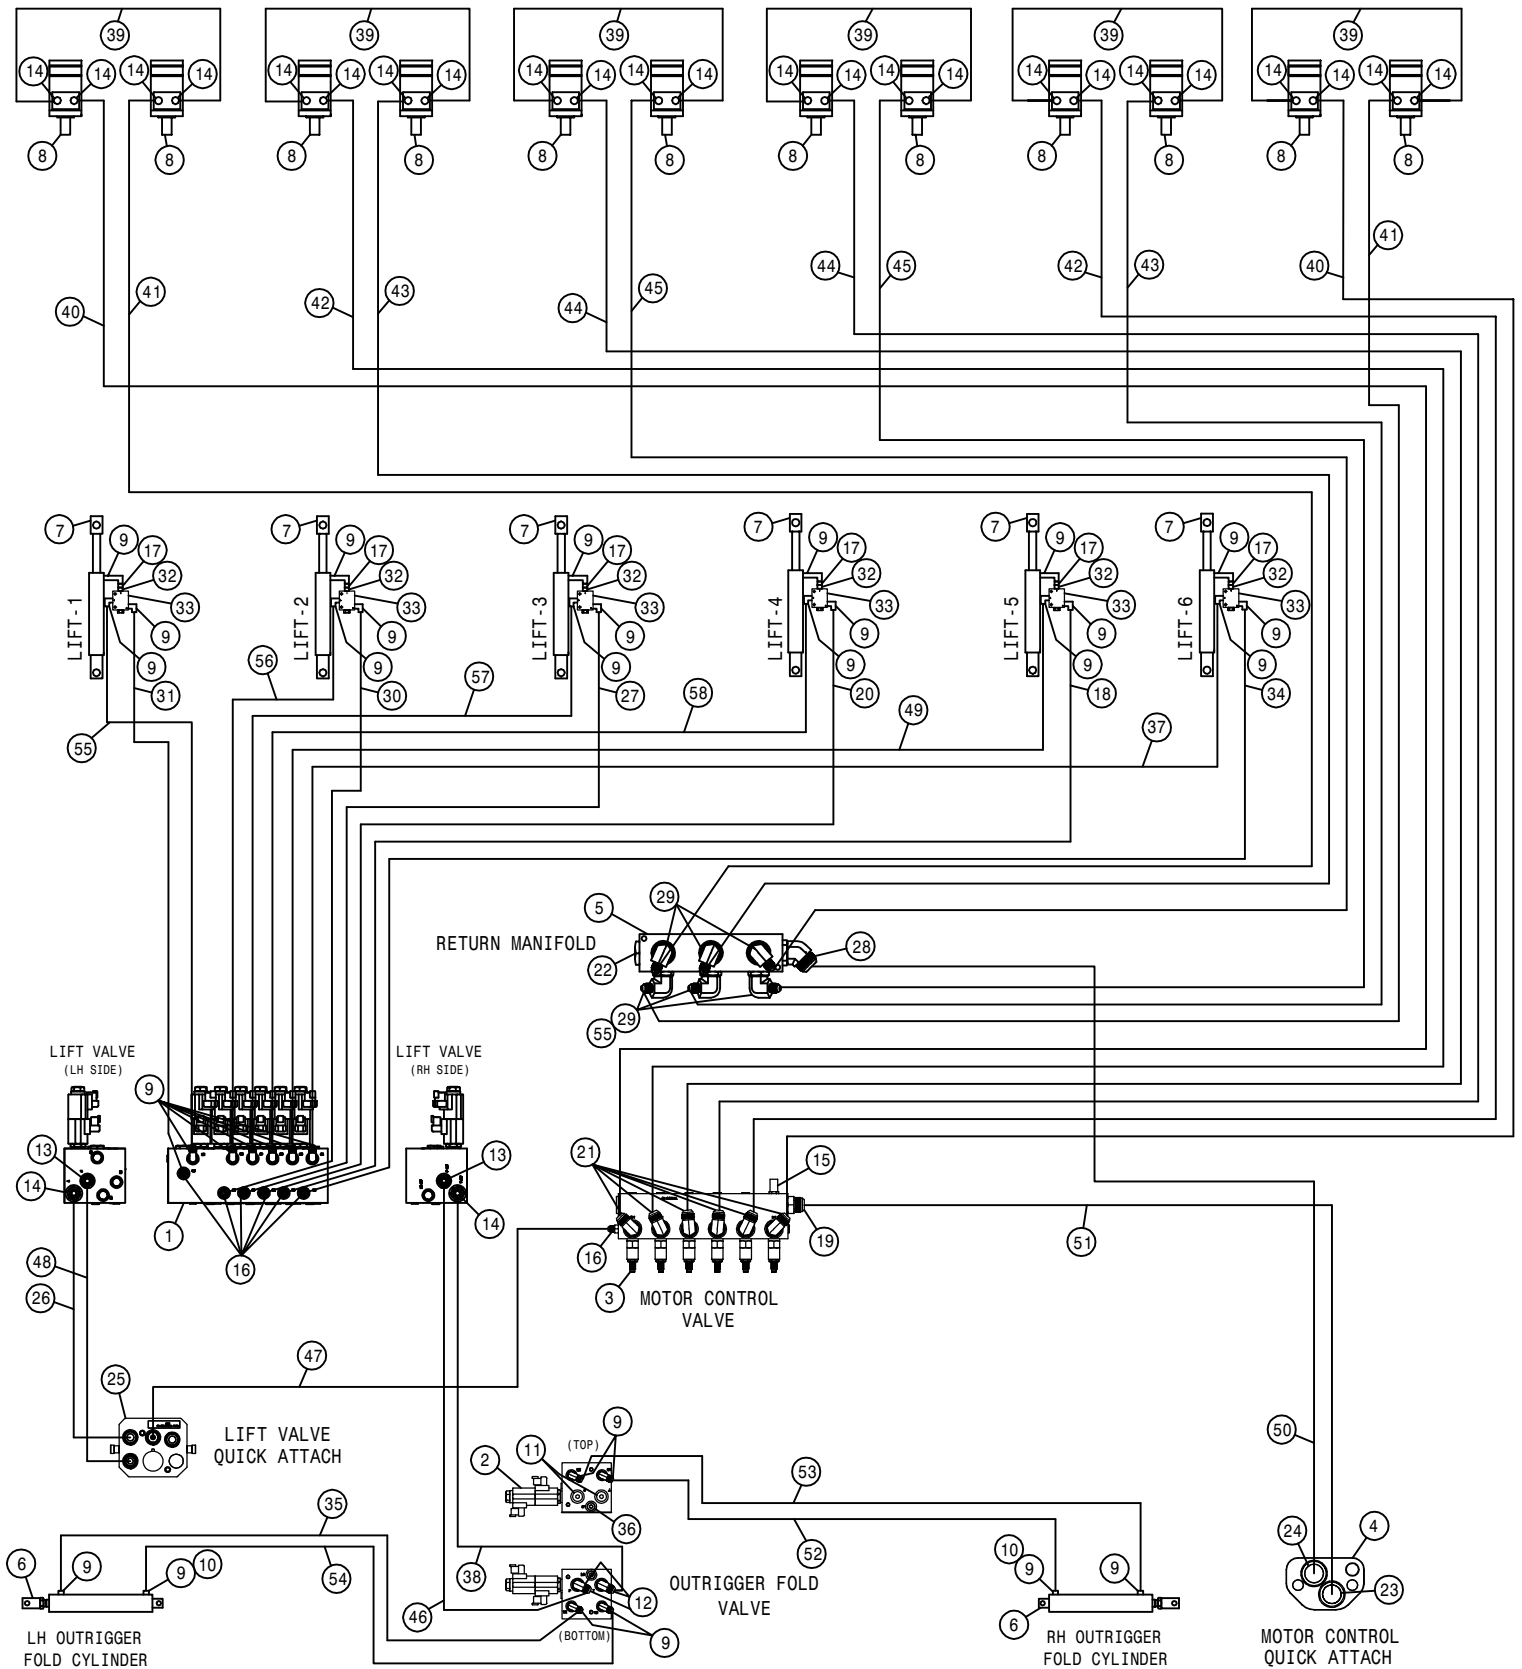 39 39 39 39 39 39
14 14 14 14 14 14 14 14 14 14 14 14 14 14 14 14 14 14 14 14 14 14 14 14
8 8 8 8 8 8 8 8 8 8 8 8
40 41 42 43 44 45 44 45 42 43 40 41
7 9 17 32 33 9 9 31
LIFT-1
7 9 17 32 33 9 9 30
LIFT-2
7 9 17 32 33 9 9 27
LIFT-3
7 9 17 32 33 9 9 20
LIFT-4
7 9 17 32 33 9 9 18
LIFT-5
7 9 17 32 33 9 9 34
LIFT-6
55 56 57 58 49 37
5 29
RETURN MANIFOLD
28
22
55 29
LIFT VALVE
(LH SIDE)
9
13
14
1
16
48
26
LIFT VALVE
(RH SIDE)
13
14
21
15
16
19
3
51
MOTOR CONTROL
VALVE
47
25
LIFT VALVE
QUICK ATTACH
9
(TOP)
11
2
36
53
52
50
35
54
6 9 9 10
LH OUTRIGGER
FOLD CYLINDER
38
46
12
OUTRIGGER FOLD
VALVE
9
(BOTTOM)
10 9 9
6
RH OUTRIGGER
FOLD CYLINDER
24 4
23
MOTOR CONTROL
QUICK ATTACH